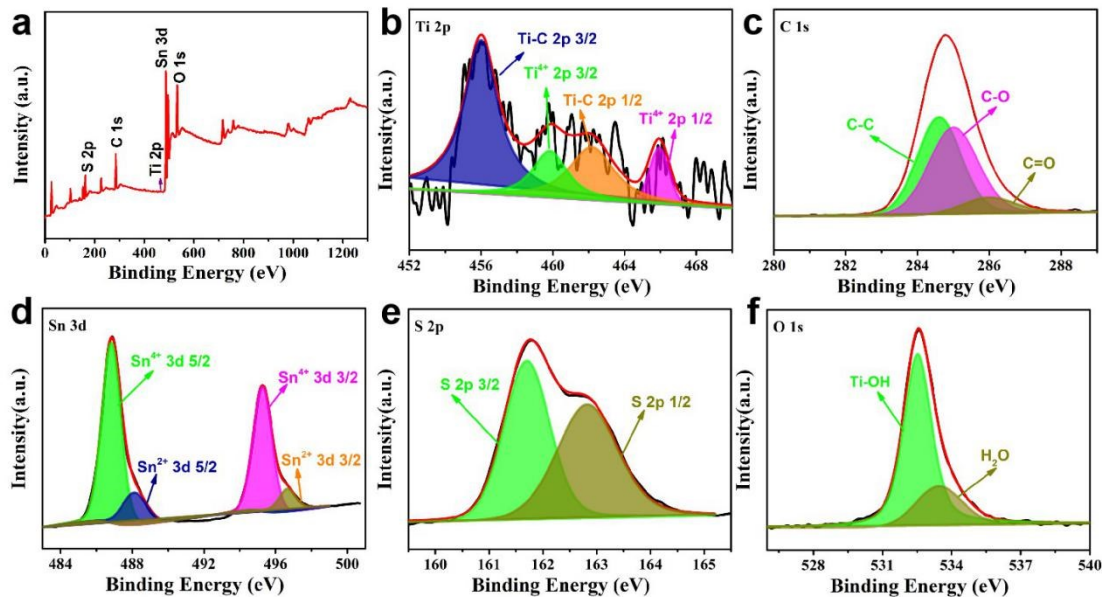 a
Sn 3d
O 1s
C 1s
S 2p
Ti 2p
Intensity(a.u.)
0 200 400 600 800 1000 1200
Binding Energy (eV)
b
Ti 2p
Ti-C 2p 3/2
Ti4+ 2p 3/2
Ti-C 2p 1/2
Ti4+ 2p 1/2
Intensity(a.u.)
452 456 460 464 468
Binding Energy (eV)
c
C 1s
C-O
C-C
C=O
Intensity(a.u.)
280 282 284 286 288
Binding Energy (eV)
d
Sn 3d
Sn4+ 3d 5/2
Sn4+ 3d 3/2
Sn2+ 3d 5/2
Sn2+ 3d 3/2
Intensity(a.u.)
484 488 492 496 500
Binding Energy (eV)
e
S 2p
S 2p 3/2
S 2p 1/2
Intensity(a.u.)
160 161 162 163 164 165
Binding Energy (eV)
f
O 1s
Ti-OH
H2O
Intensity(a.u.)
528 531 534 537 540
Binding Energy (eV)